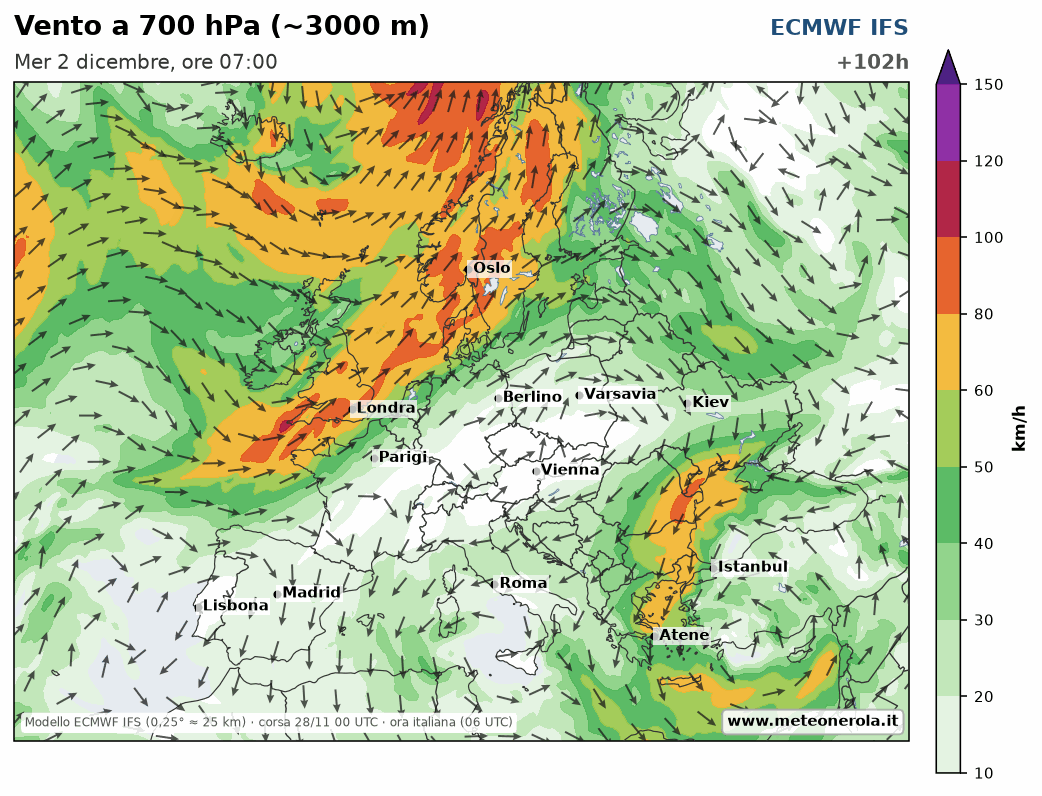 Vento a 700 hPa (~3000 m)
ECMWF IFS
Mer 2 dicembre, ore 07:00
+102h
150
120
100
80
60
50
40
30
20
10
km/h
Oslo
Londra
Berlino
Varsavia
Kiev
Parigi
Vienna
Istanbul
Roma
Madrid
Lisbona
Atene
Modello ECMWF IFS (0,25° ≈ 25 km) · corsa 28/11 00 UTC · ora italiana (06 UTC)
www.meteonerola.it